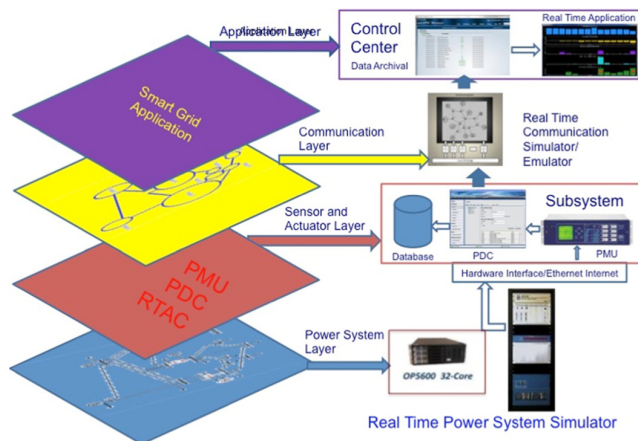 Application Layer
Application Layer
Control
Center
Data Archival
Real Time Application
Smart Grid
Application
Communication
Layer
Real Time
Communication
Simulator/
Emulator
Sensor and
Actuator Layer
Subsystem
Database
PDC
PMU
PMU
PDC
RTAC
Hardware Interface/Ethernet Internet
Power System
Layer
OP5600 32-Core
Real Time Power System Simulator